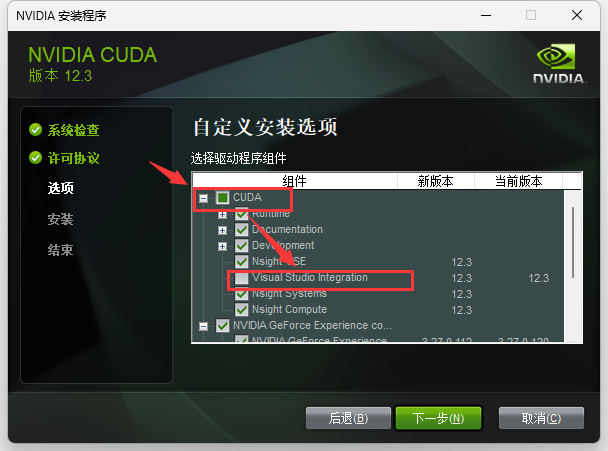 NVIDIA 安装程序
NVIDIA CUDA
版本 12.3
NVIDIA.
系统检查
许可协议
选项
安装
结束
自定义安装选项
选择驱动程序组件
组件 新版本 当前版本
CUDA
Runtime
Documentation
Development
Nsight VSE 12.3
Visual Studio Integration 12.3 12.3
Nsight Systems 12.3
Nsight Compute 12.3
NVIDIA GeForce Experience co...
NVIDIA GeForce Experience 3.27.0.112 3.27.0.120
后退(B) 下一步(N) 取消(C)